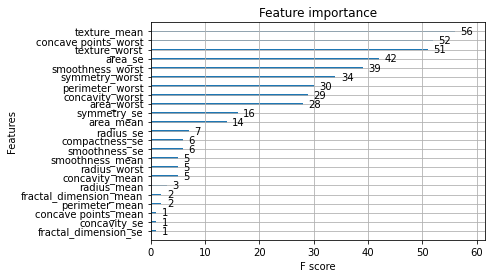 Feature importance
texture_mean 56
concave points_worst 52
texture_worst 51
area_se 42
smoothness_worst 39
symmetry_worst 34
perimeter_worst 30
concavity_worst 29
area_worst 28
symmetry_se 16
area_mean 14
radius_se 7
compactness_se 6
smoothness_se 6
smoothness_mean 5
radius_worst 5
concavity_mean 5
radius_mean 3
fractal_dimension_mean 2
perimeter_mean 2
concave points_mean 1
concavity_se 1
fractal_dimension_se 1
Features
0 10 20 30 40 50 60
F score